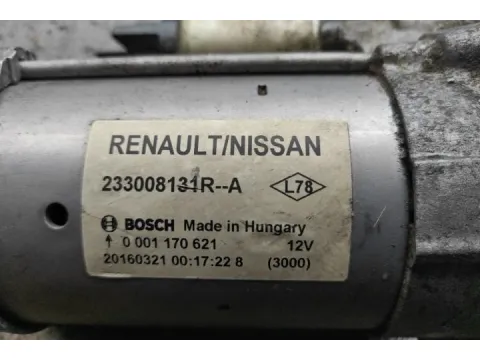 RENAULT/NISSAN
233008131R--A L78
BOSCH Made in Hungary
0 001 170 621 12V
20160321 00:17:22 8 (3000)